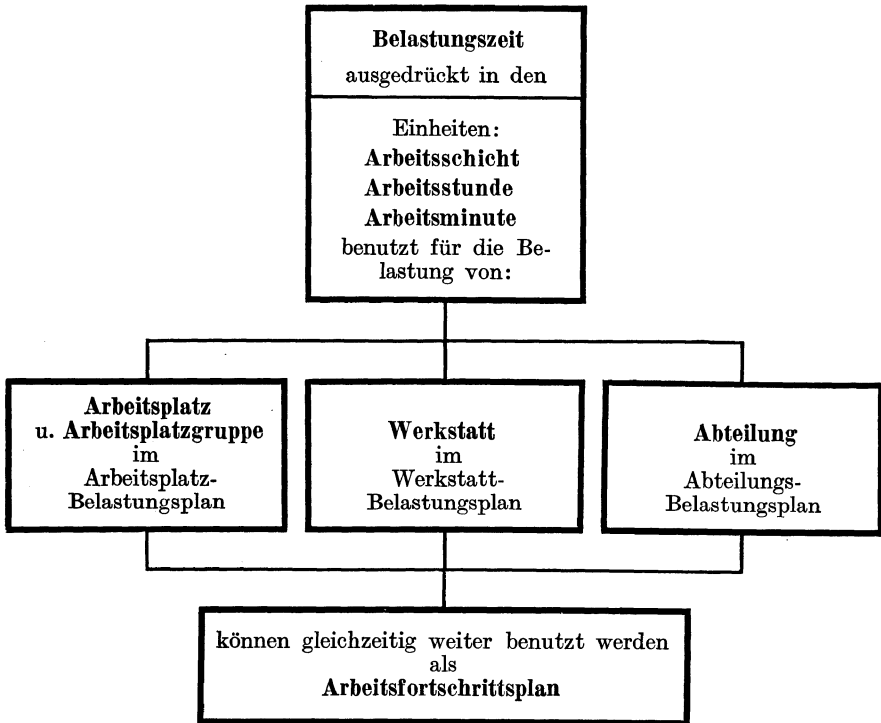 Belastungszeit
ausgedrückt in den
Einheiten:
Arbeitsschicht
Arbeitsstunde
Arbeitsminute
benutzt für die Be-
lastung von:
Arbeitsplatz
u. Arbeitsplatzgruppe
im
Arbeitsplatz-
Belastungsplan
Werkstatt
im
Werkstatt-
Belastungsplan
Abteilung
im
Abteilungs-
Belastungsplan
können gleichzeitig weiter benutzt werden
als
Arbeitsfortschrittsplan